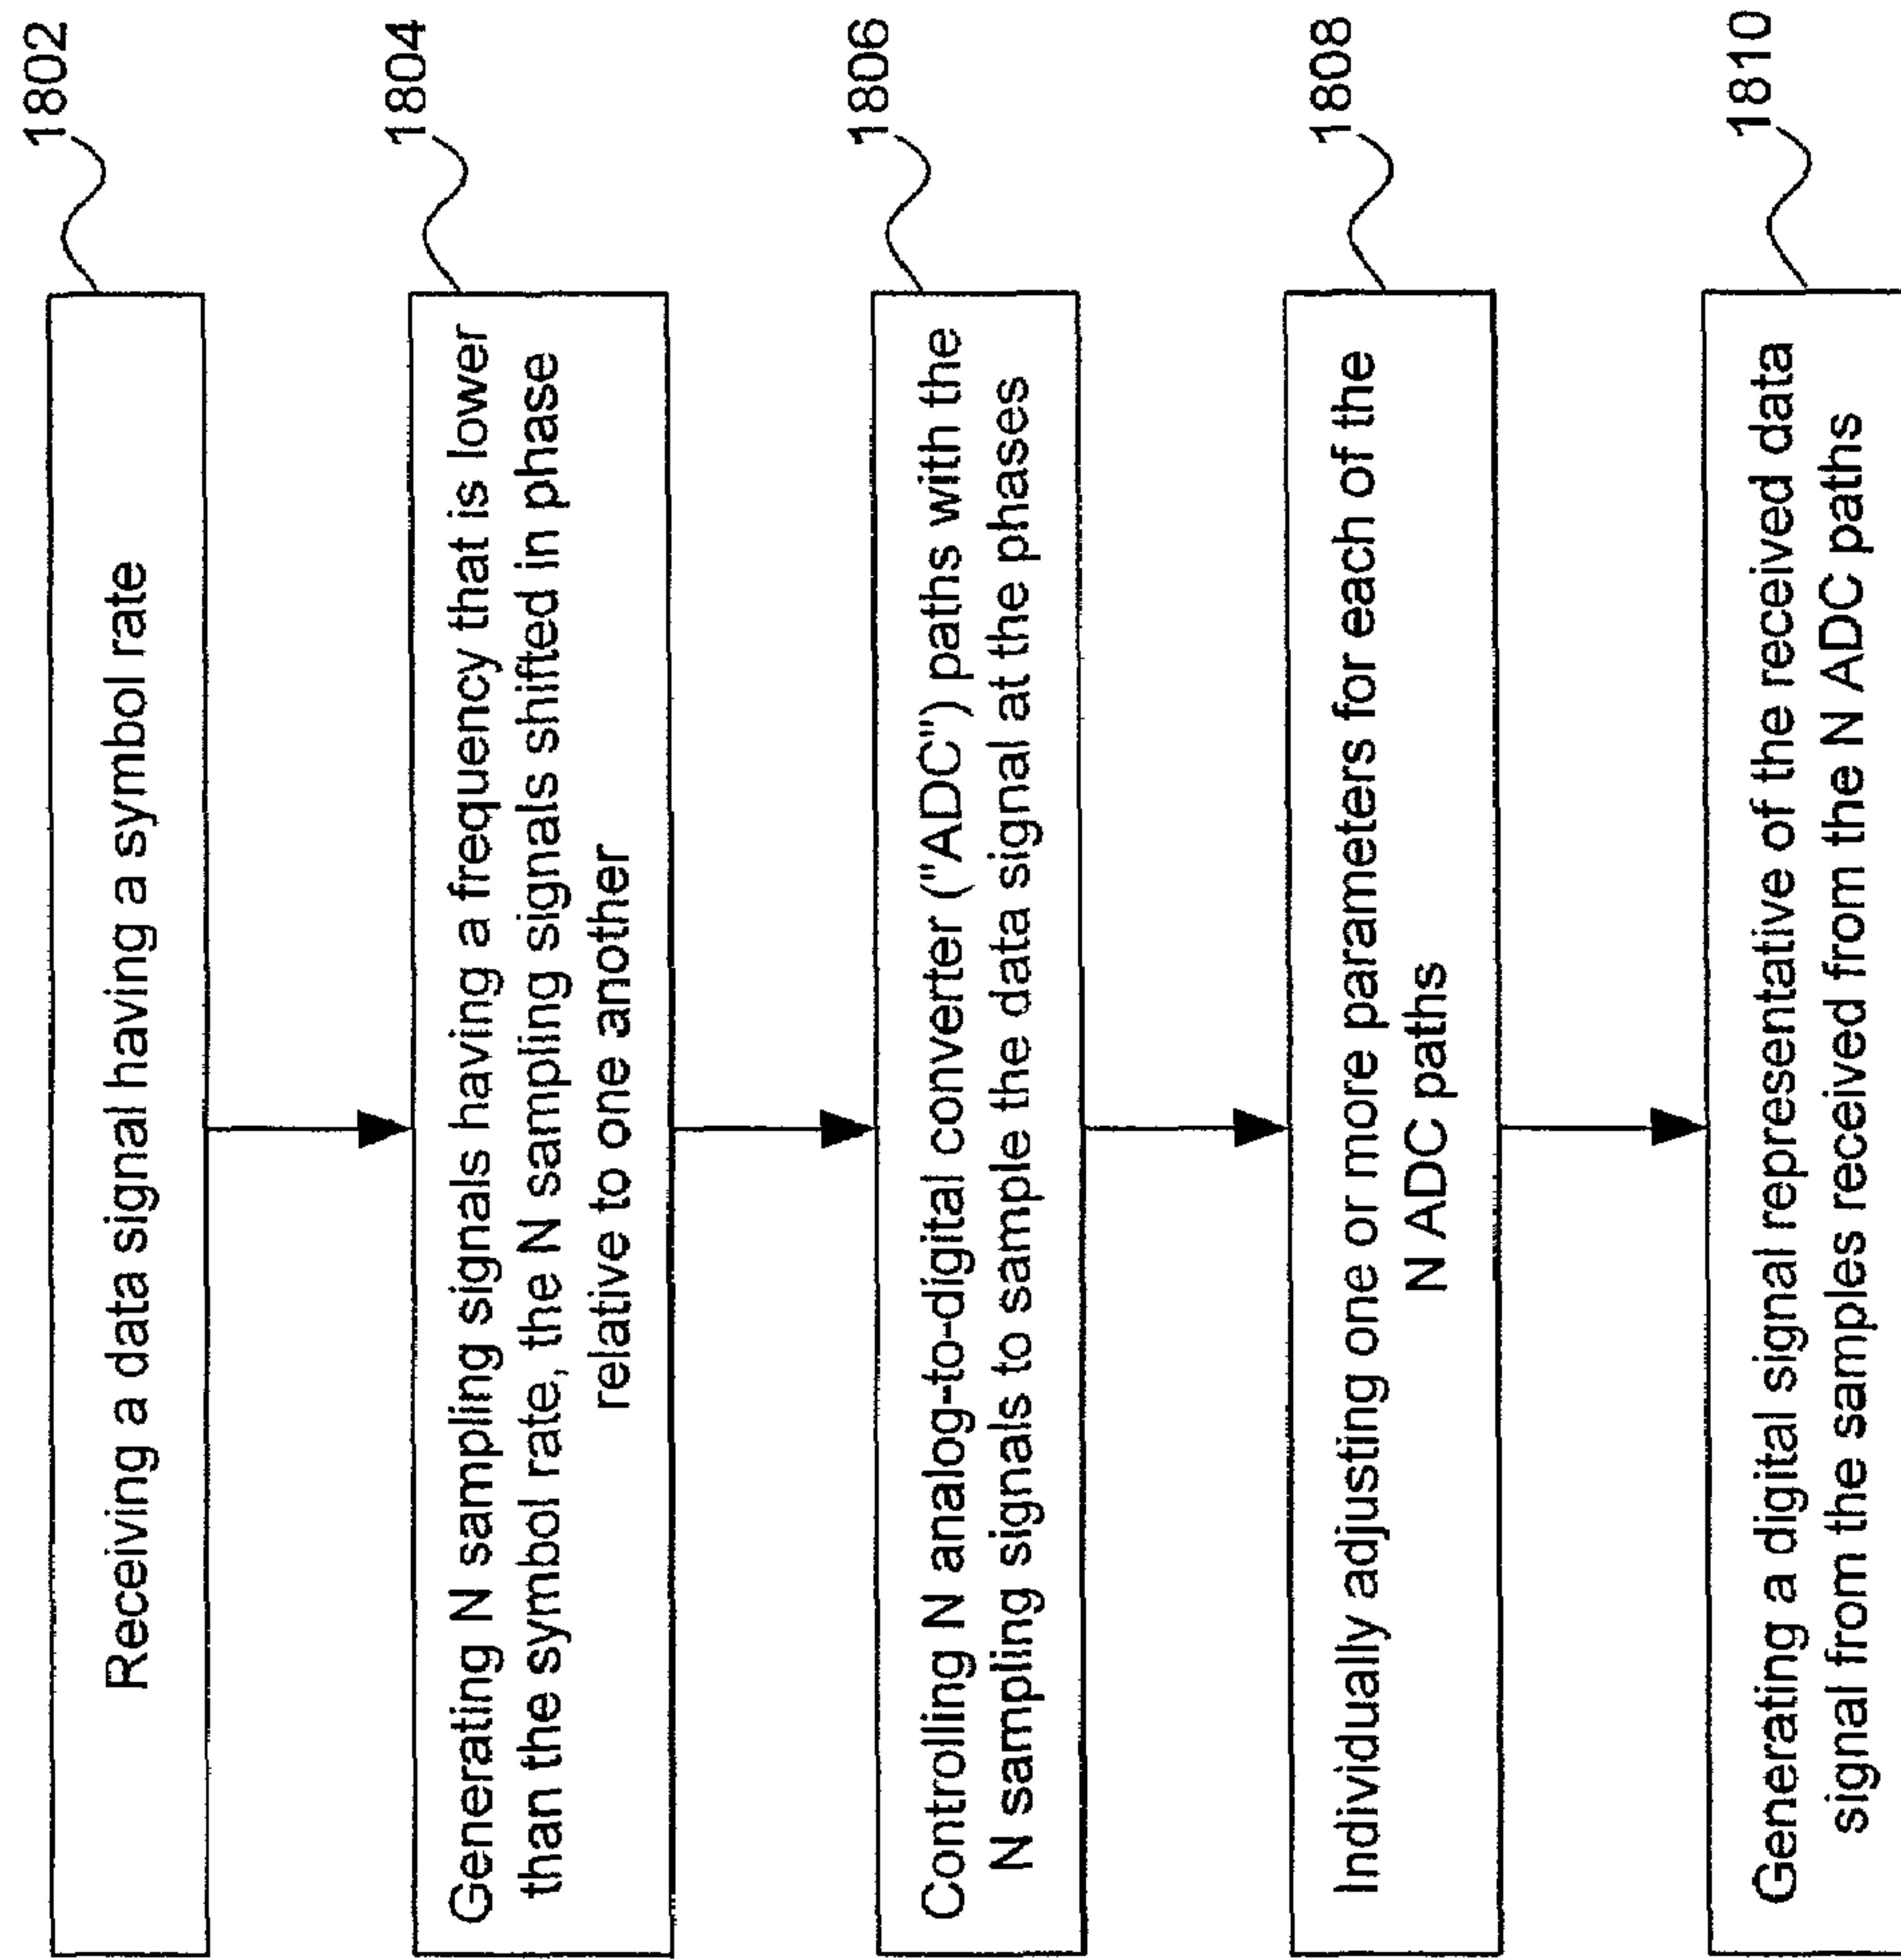 1802
Receiving a data signal having a symbol rate
1804
Generating N sampling signals having a frequency that is lower
than the symbol rate, the N sampling signals shifted in phase
relative to one another
1806
Controlling N analog-to-digital converter ("ADC") paths with the
N sampling signals to sample the data signal at the phases
1808
Individually adjusting one or more parameters for each of the
N ADC paths
1810
Generating a digital signal representative of the received data
signal from the samples received from the N ADC paths